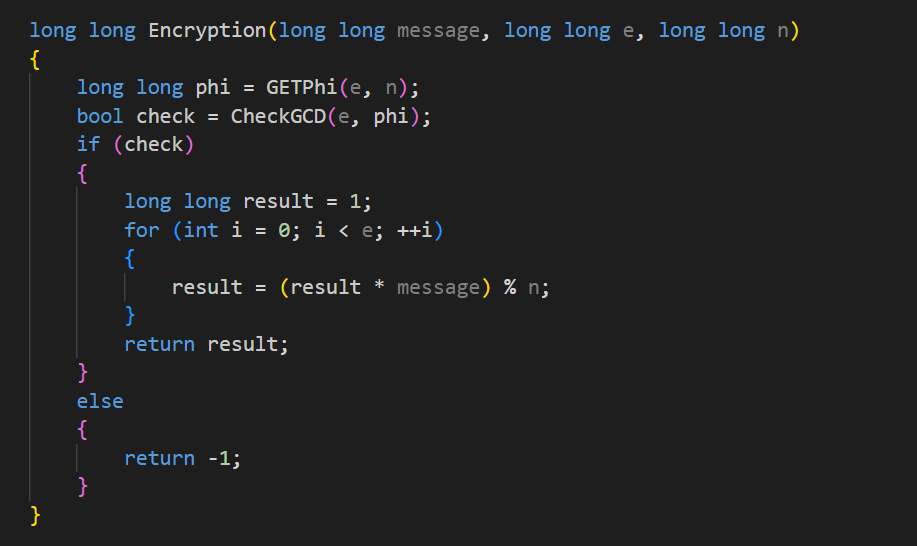 long long Encryption(long long message, long long e, long long n)
{
    long long phi = GETPhi(e, n);
    bool check = CheckGCD(e, phi);
    if (check)
    {
        long long result = 1;
        for (int i = 0; i < e; ++i)
        {
            result = (result * message) % n;
        }
        return result;
    }
    else
    {
        return -1;
    }
}